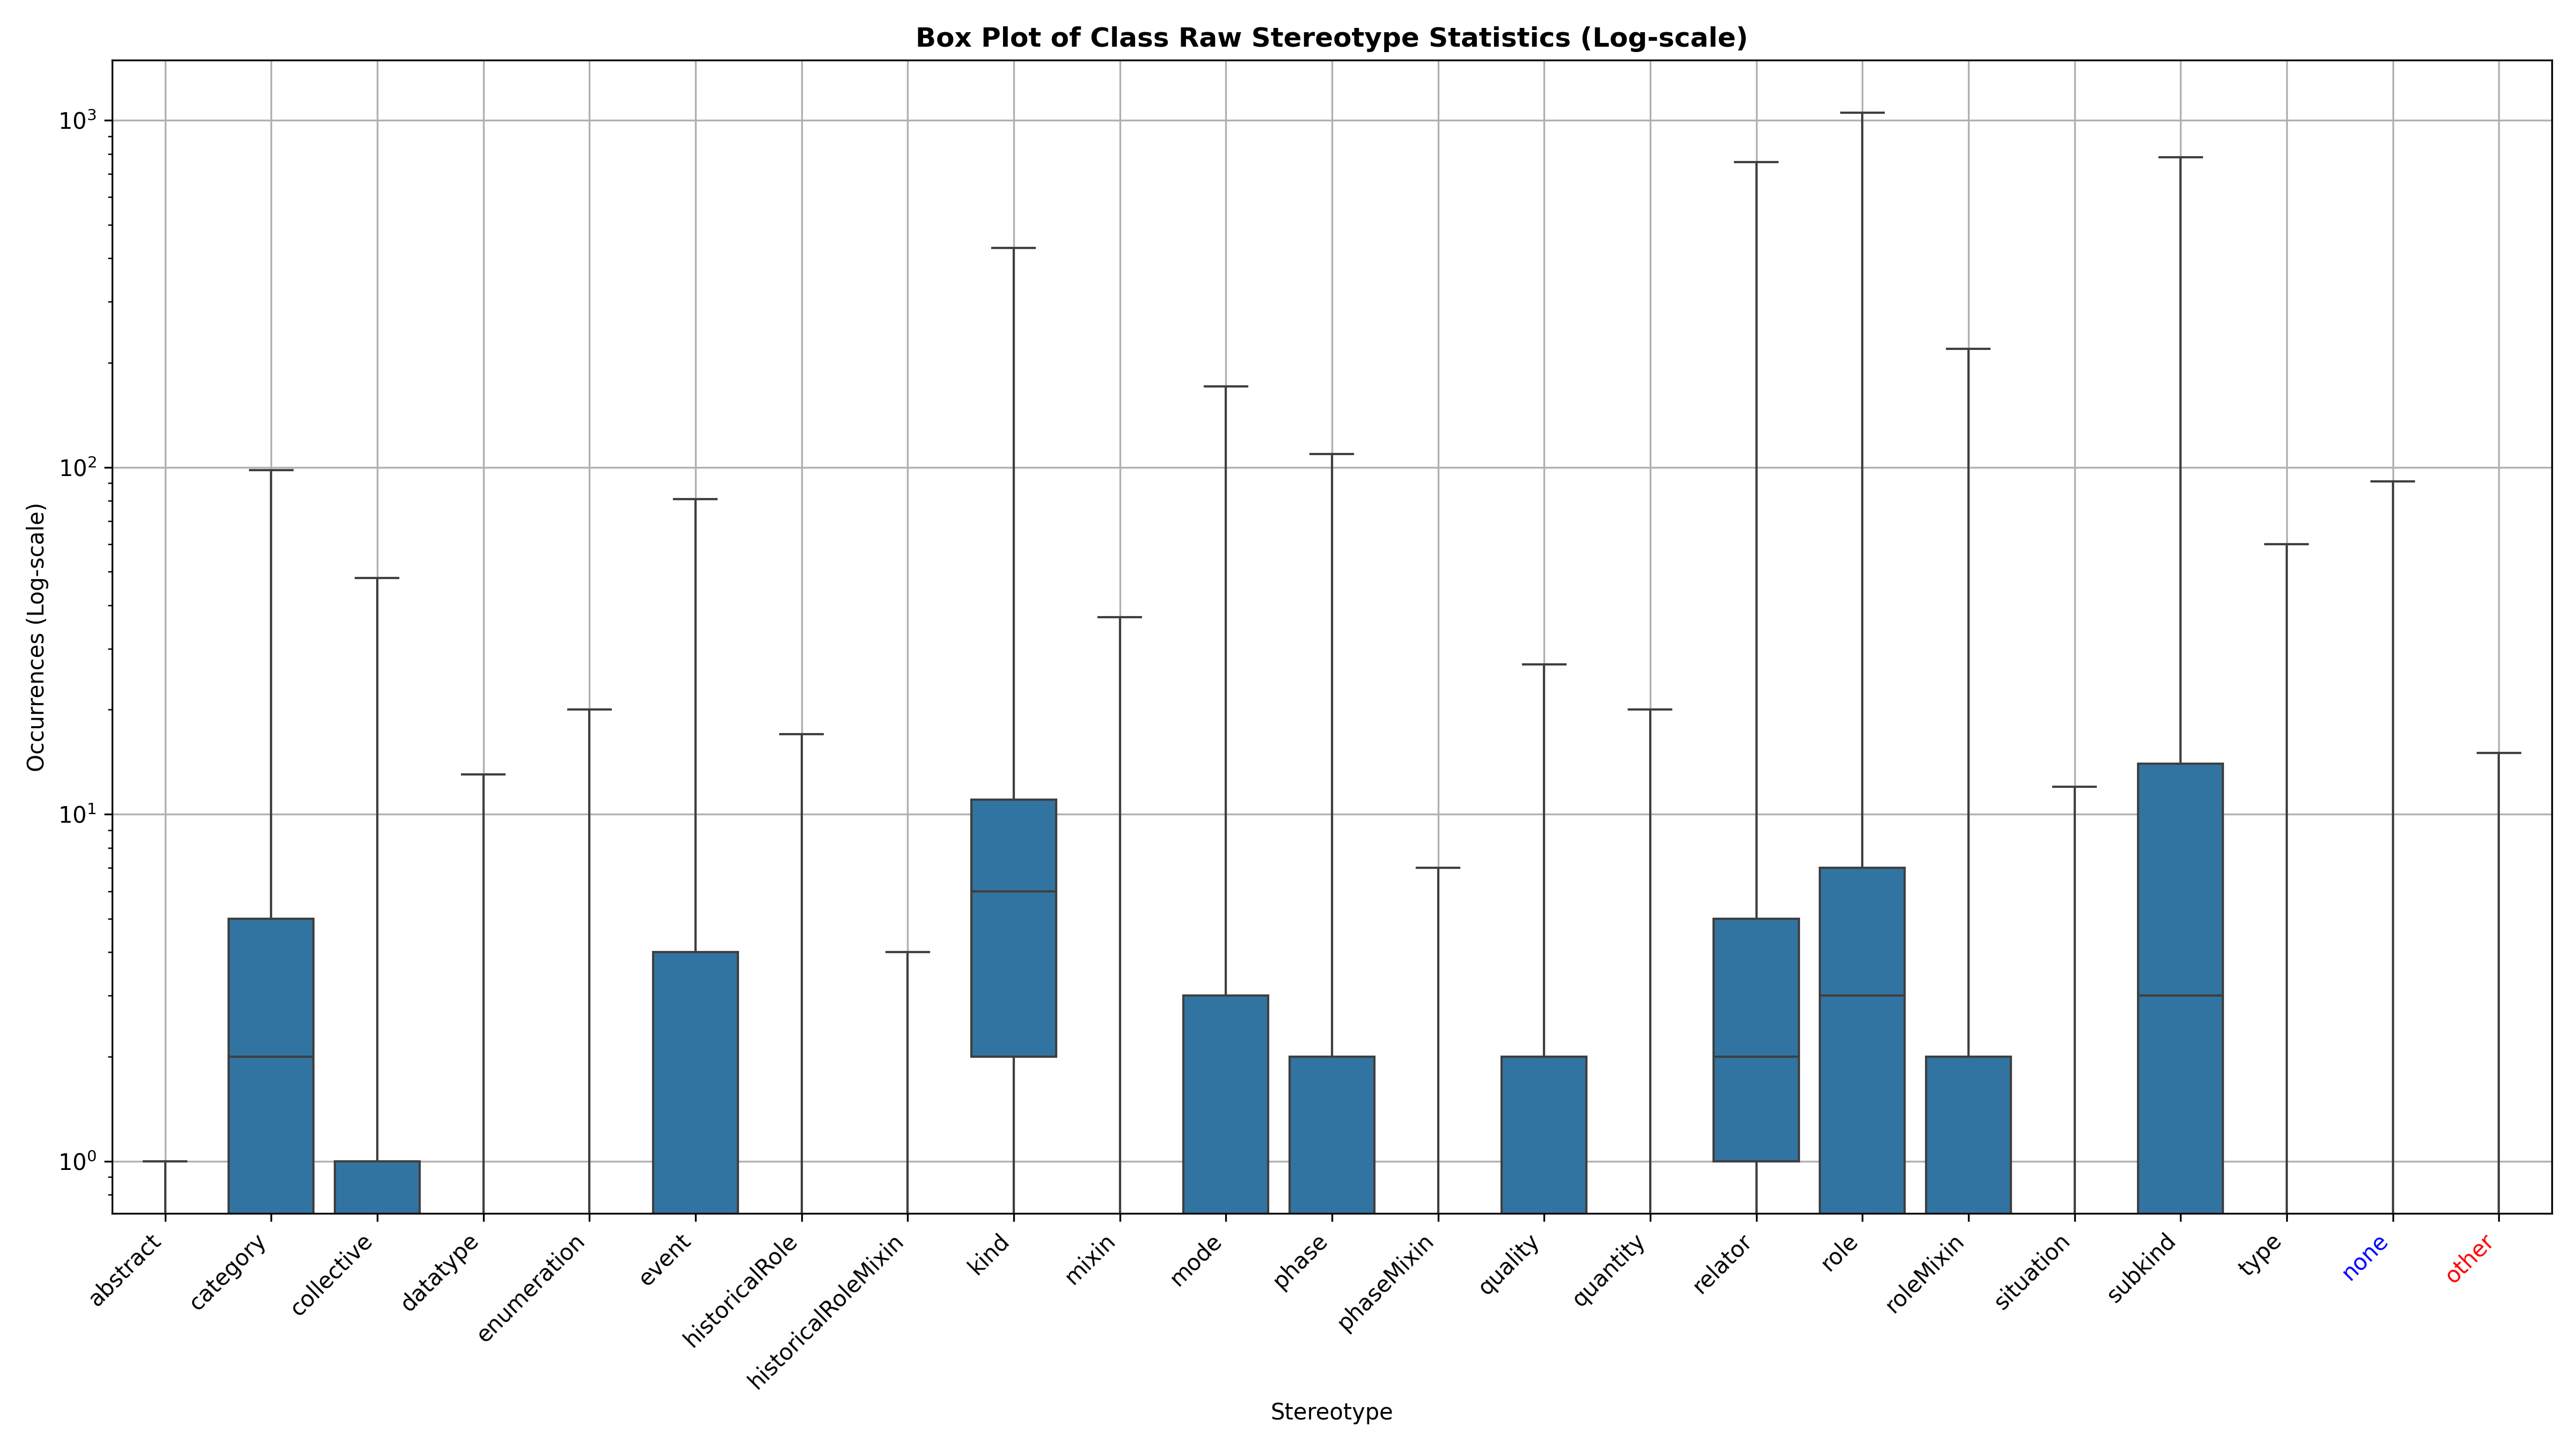 Box Plot of Class Raw Stereotype Statistics (Log-scale)
Occurrences (Log-scale)
10³
10²
10¹
10⁰
abstract
category
collective
datatype
enumeration
event
historicalRole
historicalRoleMixin
kind
mixin
mode
phase
phaseMixin
quality
quantity
relator
role
roleMixin
situation
subkind
type
none
other
Stereotype